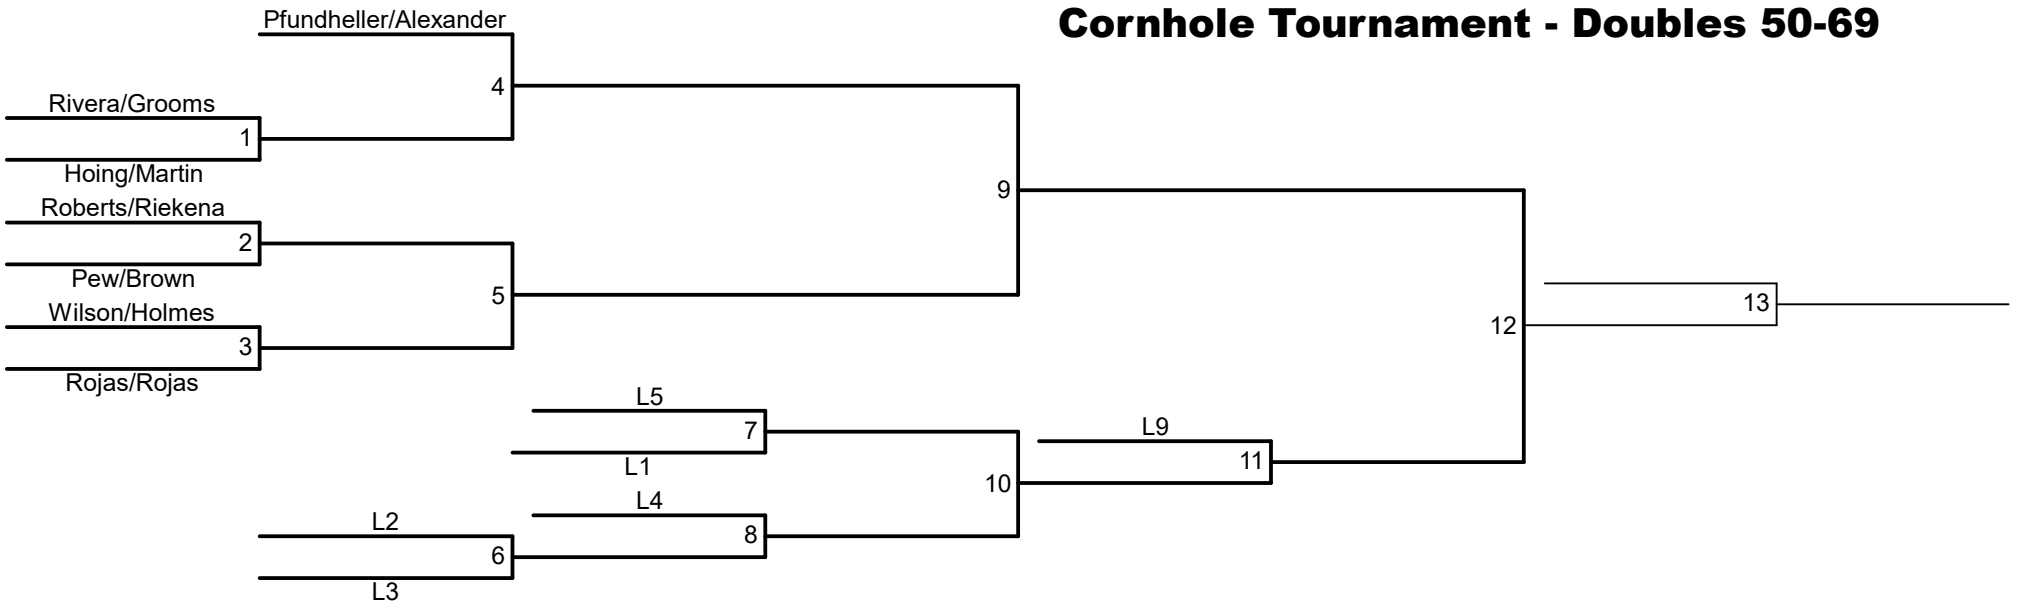 Cornhole Tournament - Doubles 50-69
Pfundheller/Alexander
4
Rivera/Grooms
1
Hoing/Martin
9
Roberts/Riekena
2
Pew/Brown
5
Wilson/Holmes
3
Rojas/Rojas
13
12
L5
7
L1
L9
11
10
L4
8
L2
6
L3